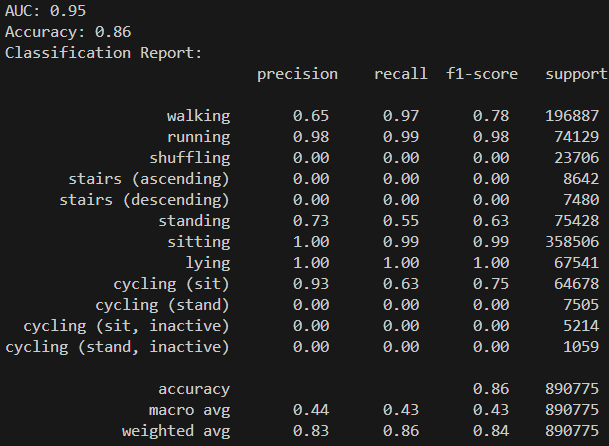 AUC: 0.95
Accuracy: 0.86
Classification Report:
precision recall f1-score support
walking 0.65 0.97 0.78 196887
running 0.98 0.99 0.98 74129
shuffling 0.00 0.00 0.00 23706
stairs (ascending) 0.00 0.00 0.00 8642
stairs (descending) 0.00 0.00 0.00 7480
standing 0.73 0.55 0.63 75428
sitting 1.00 0.99 0.99 358506
lying 1.00 1.00 1.00 67541
cycling (sit) 0.93 0.63 0.75 64678
cycling (stand) 0.00 0.00 0.00 7505
cycling (sit, inactive) 0.00 0.00 0.00 5214
cycling (stand, inactive) 0.00 0.00 0.00 1059
accuracy 0.86 890775
macro avg 0.44 0.43 0.43 890775
weighted avg 0.83 0.86 0.84 890775